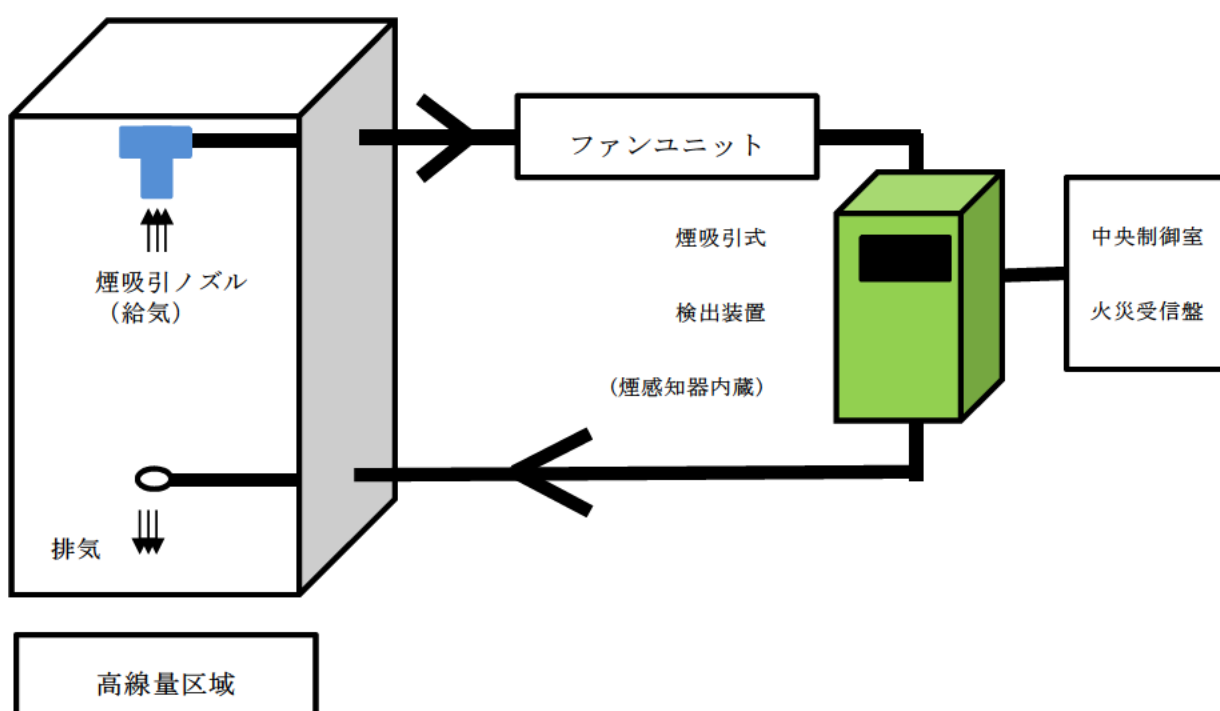 ファンユニット
煙吸引ノズル
（給気）
排気
煙吸引式
検出装置
（煙感知器内蔵）
中央制御室
火災受信盤
高線量区域